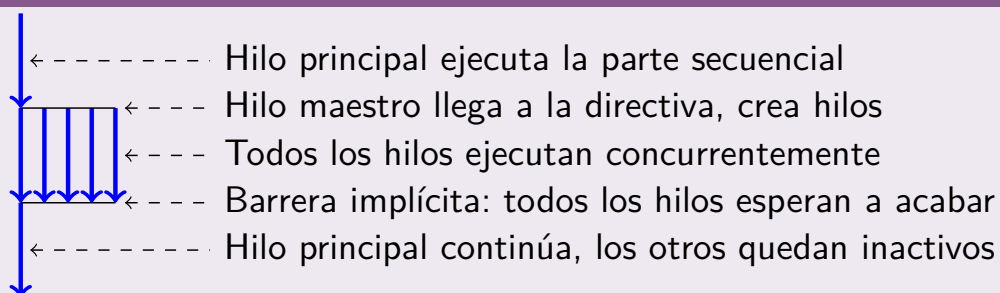 Hilo principal ejecuta la parte secuencial
Hilo maestro llega a la directiva, crea hilos
Todos los hilos ejecutan concurrentemente
Barrera implícita: todos los hilos esperan a acabar
Hilo principal continúa, los otros quedan inactivos